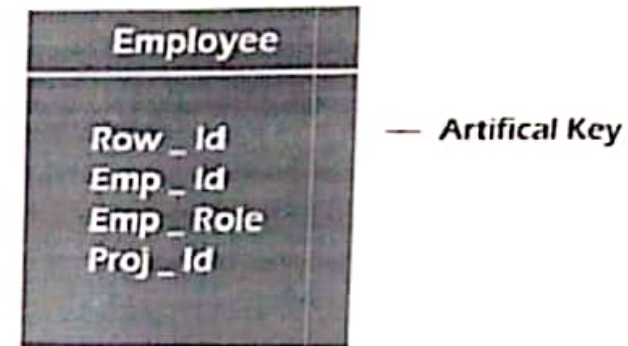 Employee
Row _ Id — Artifical Key
Emp _ Id
Emp _ Role
Proj _ Id